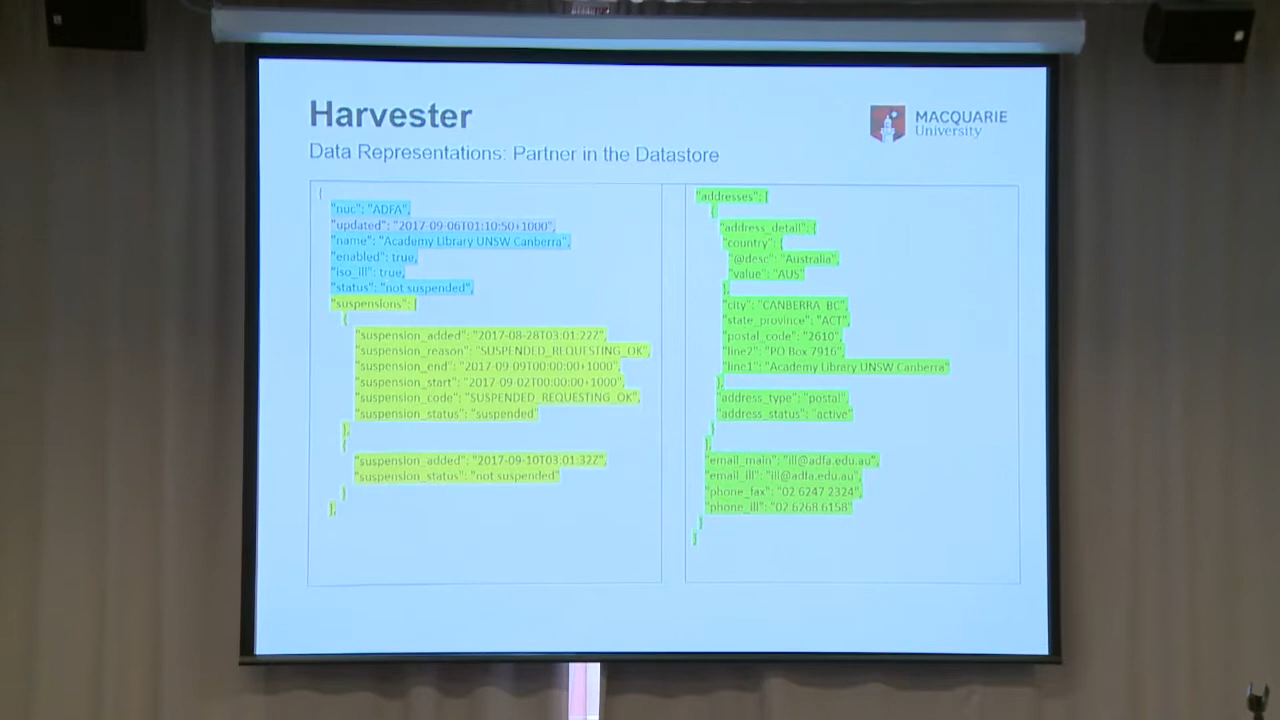 Harvester
MACQUARIE
University
Data Representations: Partner in the Datastore
{
"nuc": "ADFA",
"updated": "2017-09-06T01:10:50+1000",
"name": "Academy Library UNSW Canberra",
"enabled": true,
"iso_ill": true,
"status": "not suspended",
"suspensions": [
{
"suspension_added": "2017-08-28T03:01:22Z",
"suspension_reason": "SUSPENDED_REQUESTING_OK",
"suspension_end": "2017-09-09T00:00:00+1000",
"suspension_start": "2017-09-02T00:00:00+1000",
"suspension_code": "SUSPENDED_REQUESTING_OK",
"suspension_status": "suspended"
},
{
"suspension_added": "2017-09-10T03:01:32Z",
"suspension_status": "not suspended"
}
],
"addresses": [
{
"address_detail": {
"country": {
"@desc": "Australia",
"value": "AUS"
},
"city": "CANBERRA BC",
"state_province": "ACT",
"postal_code": "2610",
"line2": "PO Box 7916",
"line1": "Academy Library UNSW Canberra"
},
"address_type": "postal",
"address_status": "active"
}
],
"email_main": "ill@adfa.edu.au",
"email_ill": "ill@adfa.edu.au",
"phone_fax": "02 6247 2324",
"phone_ill": "02 6268 6158"
}
]